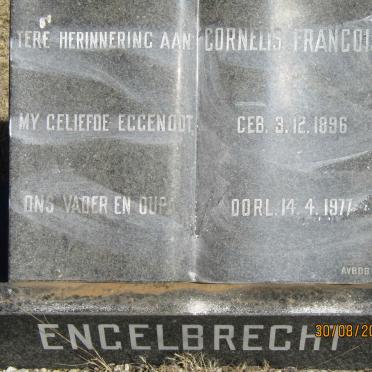 TERE HERINNERING AAN
MY GELIEFDE EGGENOOT
ONS VADER EN OUPA
CORNELIS FRANCOI
GEB. 3.12.1896
OORL. 14.4.1977
AVBOB
ENGELBRECHT
30/08/20